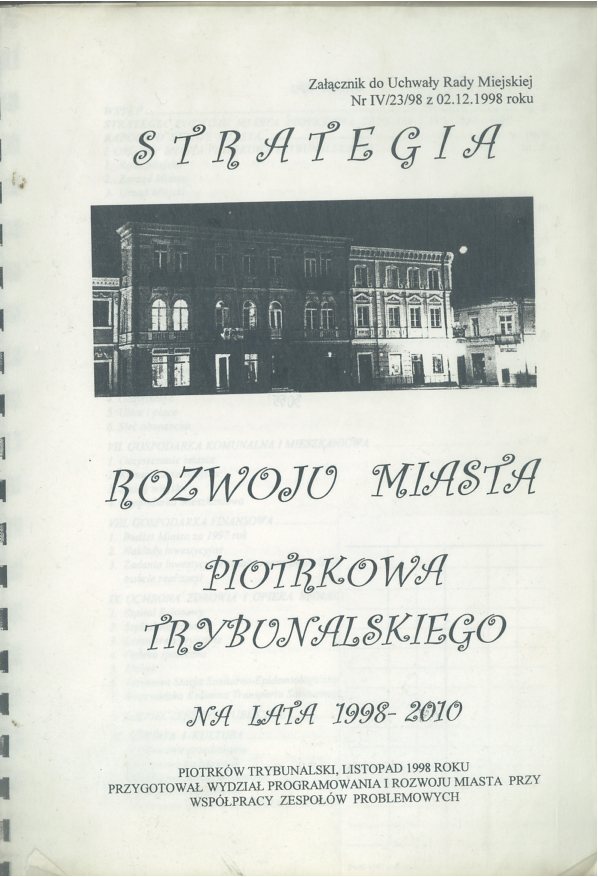 Załącznik do Uchwały Rady Miejskiej
Nr IV/23/98 z 02.12.1998 roku
STRATEGIA
ROZWOJU MIASTA
PIOTRKOWA
TRYBUNALSKIEGO
NA LATA 1998- 2010
PIOTRKÓW TRYBUNALSKI, LISTOPAD 1998 ROKU
PRZYGOTOWAŁ WYDZIAŁ PROGRAMOWANIA I ROZWOJU MIASTA PRZY
WSPÓŁPRACY ZESPOŁÓW PROBLEMOWYCH